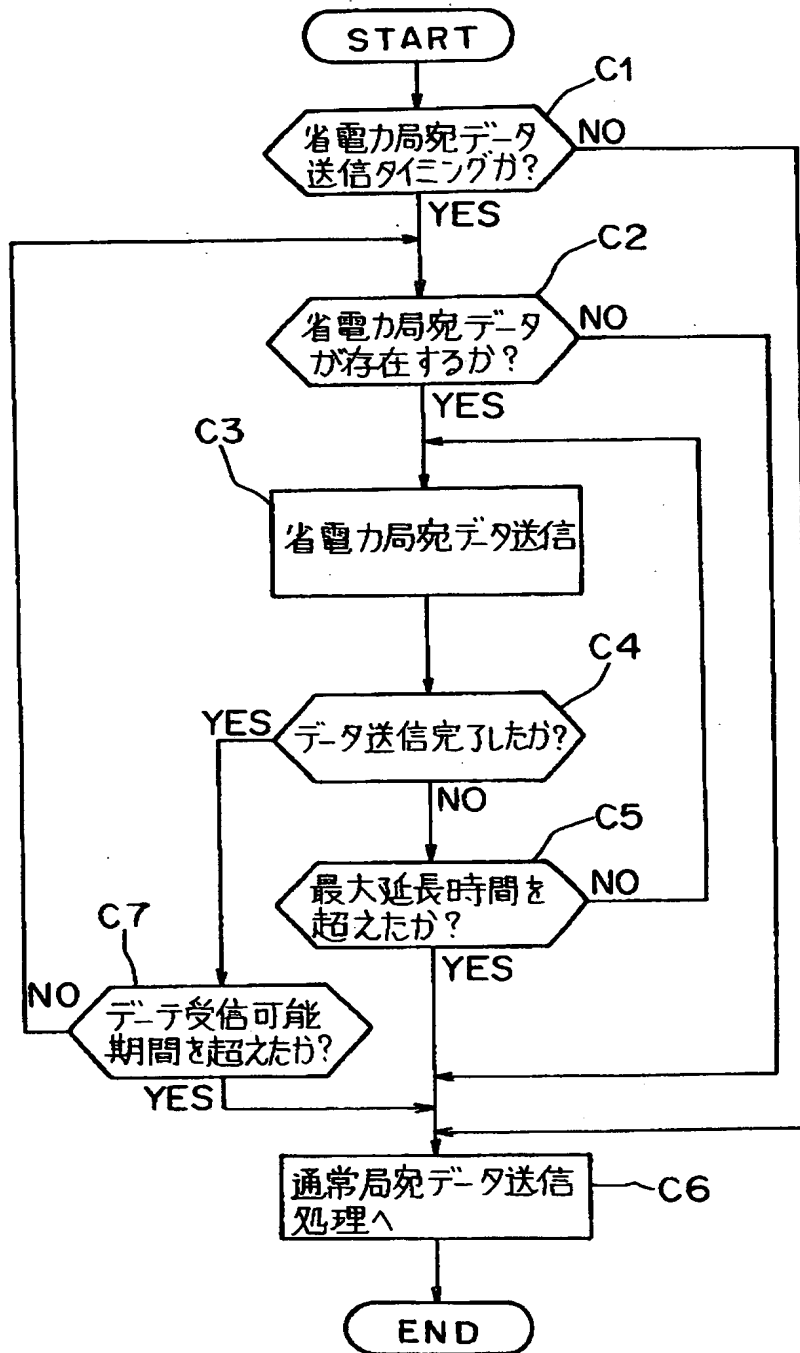 START
C1
省電力局宛データ
送信タイミングか?
NO
YES
C2
省電力局宛データ
が存在するか?
NO
YES
C3
省電力局宛データ送信
C4
データ送信完了したか?
YES
NO
C5
最大延長時間を
超えたか?
NO
YES
C7
データ受信可能
期間を超えたか?
NO
YES
通常局宛データ送信
処理へ
C6
END